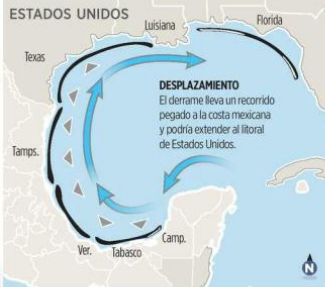 ESTADOS UNIDOS
Luisiana
Florida
Texas
DESPLAZAMIENTO
El derrame lleva un recorrido
pegado a la costa mexicana
y podría extender al litoral
de Estados Unidos.
Tamps.
Camp.
Ver.
Tabasco
N